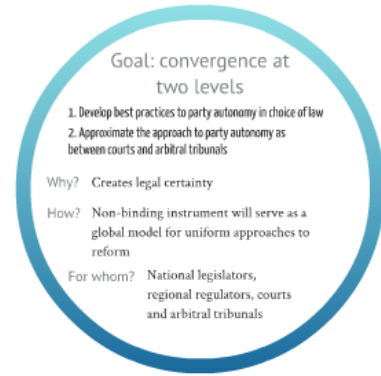 Goal: convergence at
two levels
1. Develop best practices to party autonomy in choice of law
2. Approximate the approach to party autonomy as
between courts and arbitral tribunals
Why? Creates legal certainty
How? Non-binding instrument will serve as a
global model for uniform approaches to
reform
For whom? National legislators,
regional regulators, courts
and arbitral tribunals